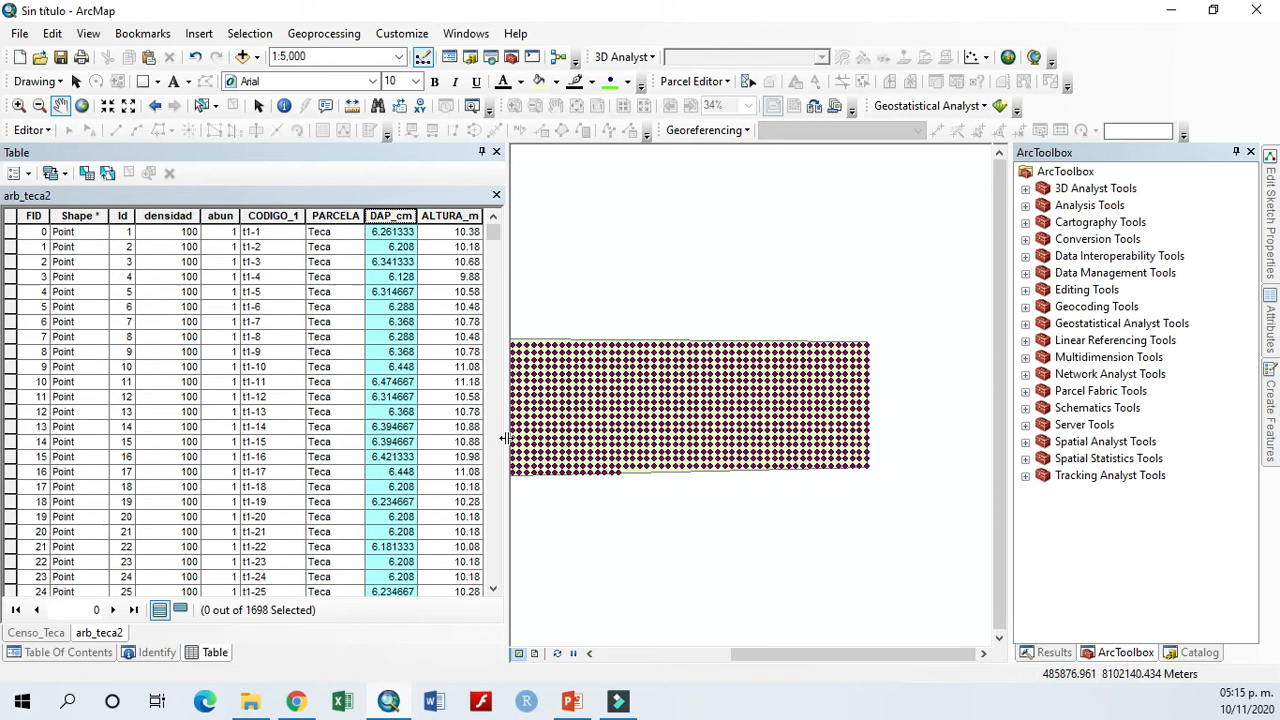 Sin título - ArcMap
File Edit View Bookmarks Insert Selection Geoprocessing Customize Windows Help
1:5,000 3D Analyst
Drawing A Arial 10 B I U A A Parcel Editor
34% Geostatistical Analyst
Editor Georeferencing
Table
arb_teca2
FID Shape * Id densidad abun CODIGO_1 PARCELA DAP_cm ALTURA_m
0 Point 1 100 1 t1-1 Teca 6.261333 10.38
1 Point 2 100 1 t1-2 Teca 6.208 10.18
2 Point 3 100 1 t1-3 Teca 6.341333 10.68
3 Point 4 100 1 t1-4 Teca 6.128 9.88
4 Point 5 100 1 t1-5 Teca 6.314667 10.58
5 Point 6 100 1 t1-6 Teca 6.288 10.48
6 Point 7 100 1 t1-7 Teca 6.368 10.78
7 Point 8 100 1 t1-8 Teca 6.288 10.48
8 Point 9 100 1 t1-9 Teca 6.368 10.78
9 Point 10 100 1 t1-10 Teca 6.448 11.08
10 Point 11 100 1 t1-11 Teca 6.474667 11.18
11 Point 12 100 1 t1-12 Teca 6.314667 10.58
12 Point 13 100 1 t1-13 Teca 6.368 10.78
13 Point 14 100 1 t1-14 Teca 6.394667 10.88
14 Point 15 100 1 t1-15 Teca 6.394667 10.88
15 Point 16 100 1 t1-16 Teca 6.421333 10.98
16 Point 17 100 1 t1-17 Teca 6.448 11.08
17 Point 18 100 1 t1-18 Teca 6.208 10.18
18 Point 19 100 1 t1-19 Teca 6.234667 10.28
19 Point 20 100 1 t1-20 Teca 6.208 10.18
20 Point 21 100 1 t1-21 Teca 6.208 10.18
21 Point 22 100 1 t1-22 Teca 6.181333 10.08
22 Point 23 100 1 t1-23 Teca 6.208 10.18
23 Point 24 100 1 t1-24 Teca 6.208 10.18
24 Point 25 100 1 t1-25 Teca 6.234667 10.28
0 (0 out of 1698 Selected)
Censo_Teca arb_teca2
Table Of Contents Identify Table
ArcToolbox
ArcToolbox
3D Analyst Tools
Analysis Tools
Cartography Tools
Conversion Tools
Data Interoperability Tools
Data Management Tools
Editing Tools
Geocoding Tools
Geostatistical Analyst Tools
Linear Referencing Tools
Multidimension Tools
Network Analyst Tools
Parcel Fabric Tools
Schematics Tools
Server Tools
Spatial Analyst Tools
Spatial Statistics Tools
Tracking Analyst Tools
Results ArcToolbox Catalog
Edit Sketch Properties
Attributes
Create Features
485876.961 8102140.434 Meters
05:15 p. m.
10/11/2020